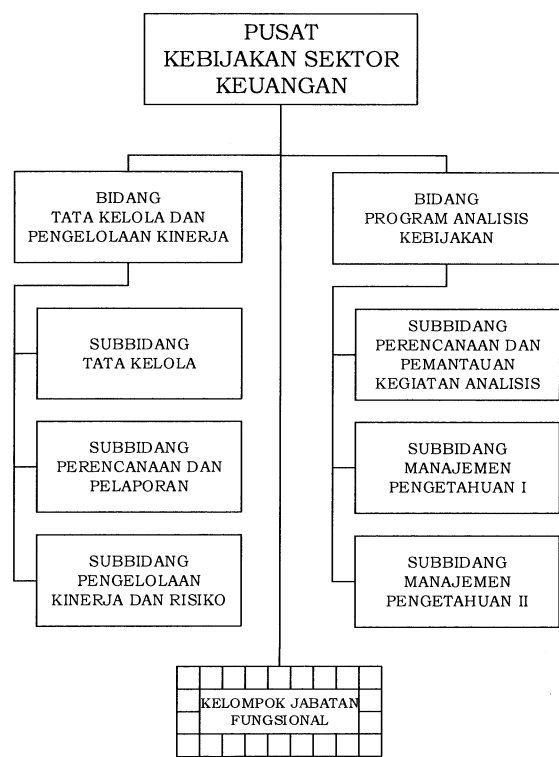 PUSAT
KEBIJAKAN SEKTOR
KEUANGAN
BIDANG
TATA KELOLA DAN
PENGELOLAAN KINERJA
BIDANG
PROGRAM ANALISIS
KEBIJAKAN
SUBBIDANG
TATA KELOLA
SUBBIDANG
PERENCANAAN DAN
PELAPORAN
SUBBIDANG
PENGELOLAAN
KINERJA DAN RISIKO
SUBBIDANG
PERENCANAAN DAN
PEMANTAUAN
KEGIATAN ANALISIS
SUBBIDANG
MANAJEMEN
PENGETAHUAN I
SUBBIDANG
MANAJEMEN
PENGETAHUAN II
KELOMPOK JABATAN
FUNGSIONAL